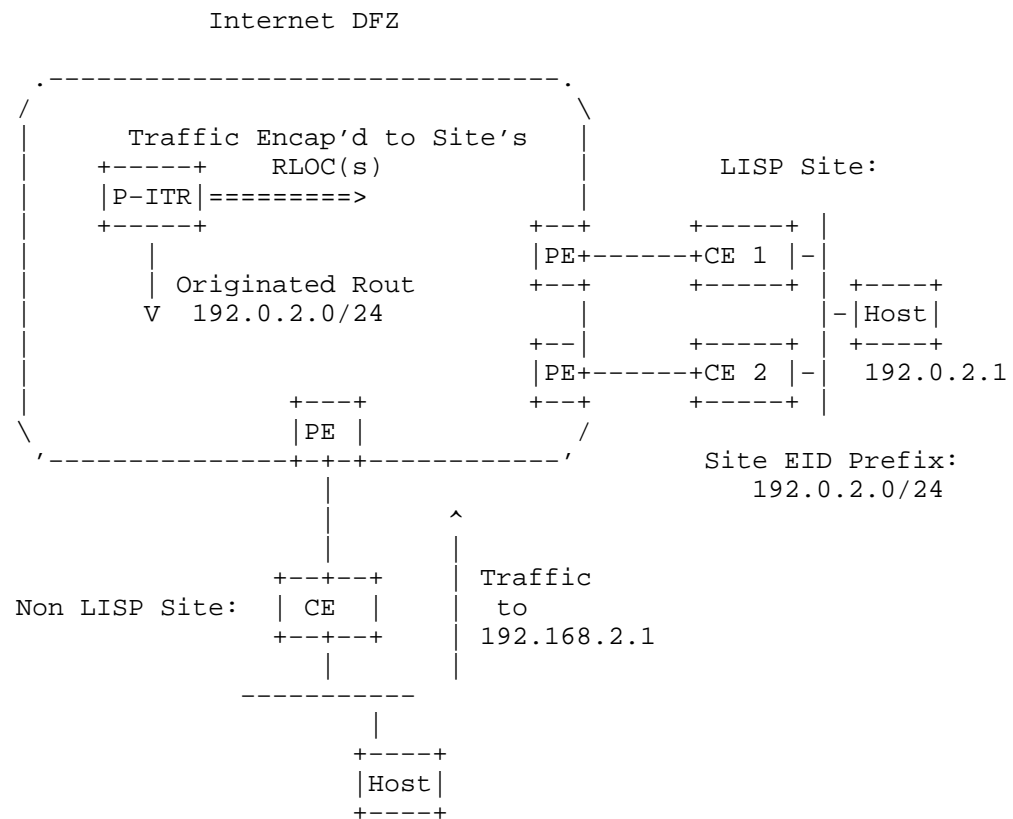 Internet DFZ
Traffic Encap'd to Site's
RLOC(s)
LISP Site:
P-ITR
PE
CE 1
Originated Rout
192.0.2.0/24
Host
PE
CE 2
192.0.2.1
PE
Site EID Prefix:
192.0.2.0/24
Traffic
Non LISP Site:
CE
to
192.168.2.1
Host